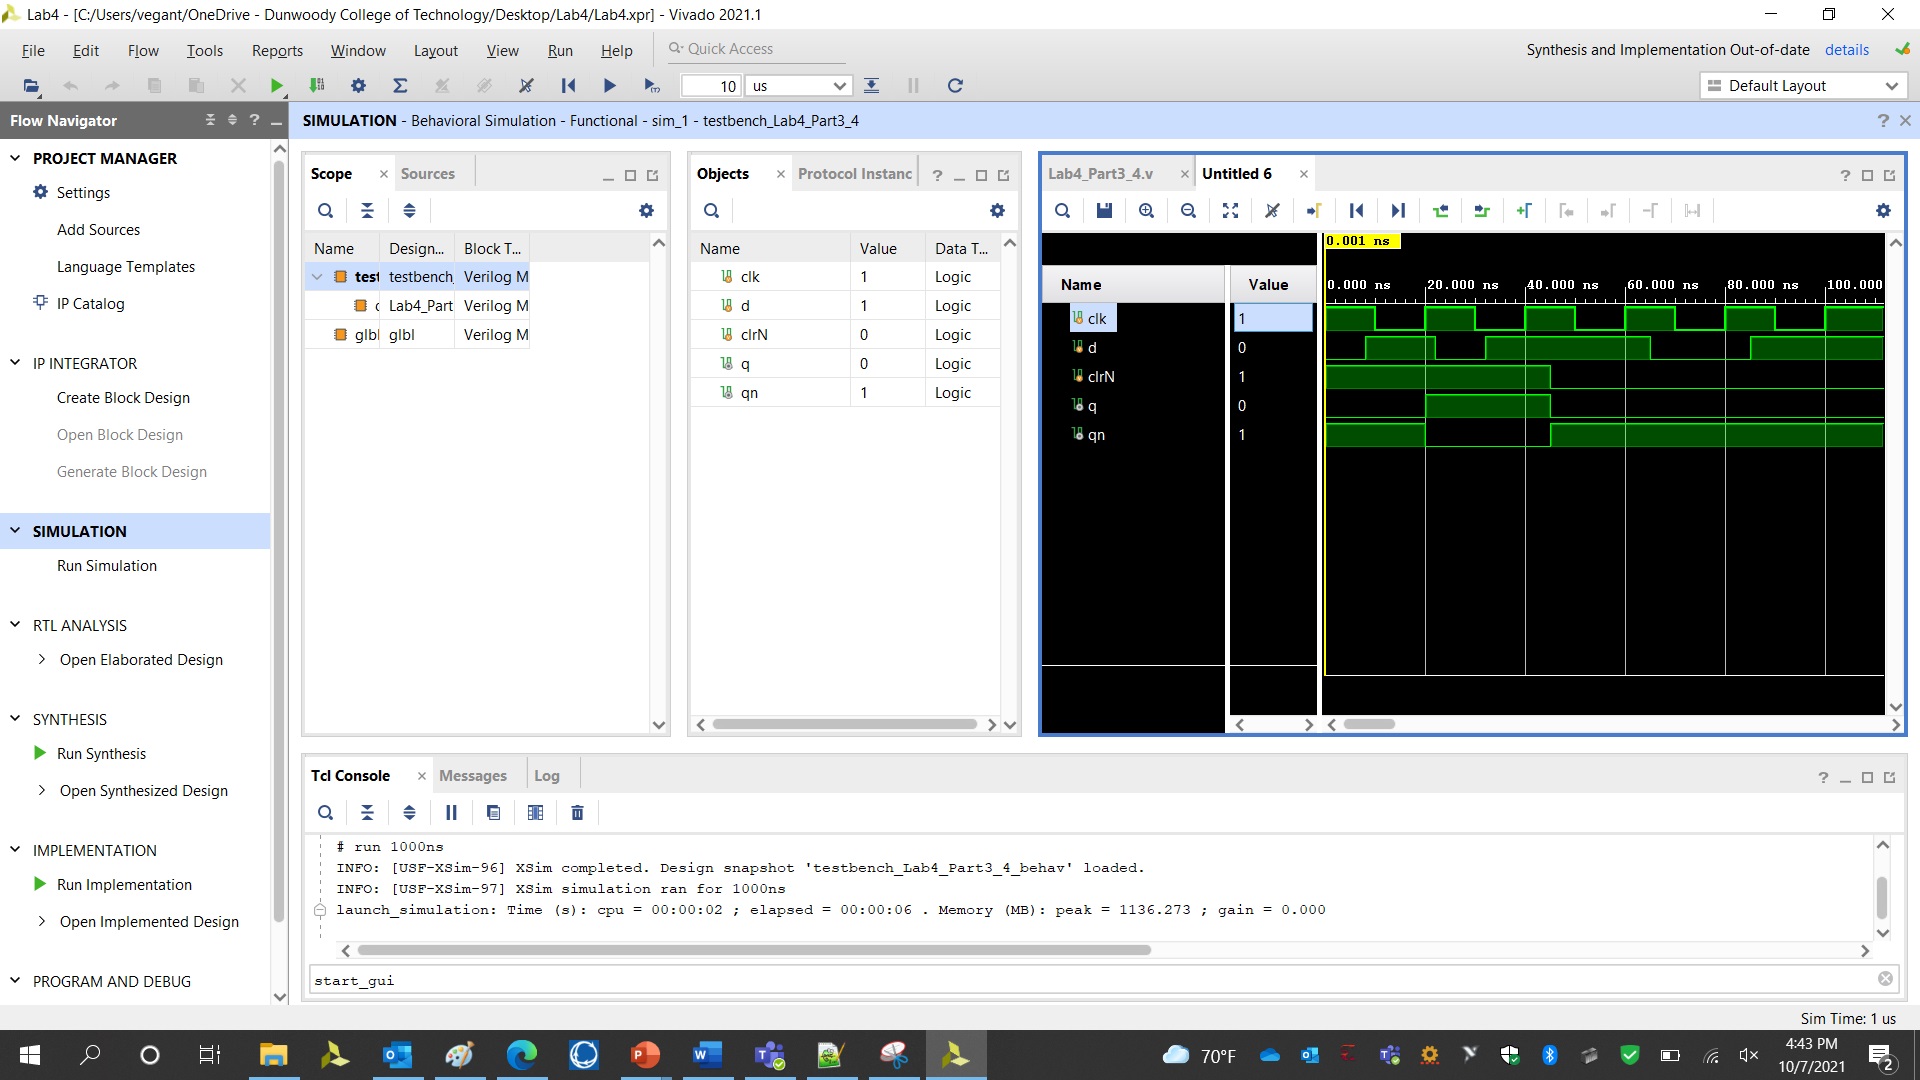 Lab4 - [C:/Users/vegant/OneDrive - Dunwoody College of Technology/Desktop/Lab4/Lab4.xpr] - Vivado 2021.1
File Edit Flow Tools Reports Window Layout View Run Help Quick Access
Synthesis and Implementation Out-of-date details
10 us
Default Layout
Flow Navigator
SIMULATION - Behavioral Simulation - Functional - sim_1 - testbench_Lab4_Part3_4
PROJECT MANAGER
Settings
Add Sources
Language Templates
IP Catalog
IP INTEGRATOR
Create Block Design
Open Block Design
Generate Block Design
SIMULATION
Run Simulation
RTL ANALYSIS
Open Elaborated Design
SYNTHESIS
Run Synthesis
Open Synthesized Design
IMPLEMENTATION
Run Implementation
Open Implemented Design
PROGRAM AND DEBUG
Scope Sources
Name Design... Block T...
test testbench_ Verilog M
Lab4_Part Verilog M
glbl glbl Verilog M
Objects Protocol Instanc
Name Value Data T...
clk 1 Logic
d 1 Logic
clrN 0 Logic
q 0 Logic
qn 1 Logic
Lab4_Part3_4.v Untitled 6
0.001 ns
Name Value
0.000 ns 20.000 ns 40.000 ns 60.000 ns 80.000 ns 100.000
clk 1
d 0
clrN 1
q 0
qn 1
Tcl Console Messages Log
# run 1000ns
INFO: [USF-XSim-96] XSim completed. Design snapshot 'testbench_Lab4_Part3_4_behav' loaded.
INFO: [USF-XSim-97] XSim simulation ran for 1000ns
launch_simulation: Time (s): cpu = 00:00:02 ; elapsed = 00:00:06 . Memory (MB): peak = 1136.273 ; gain = 0.000
start_gui
Sim Time: 1 us
70°F
4:43 PM
10/7/2021
2